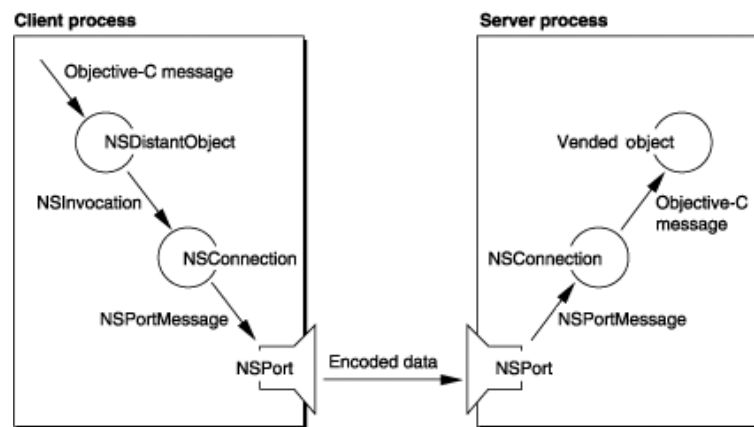 Client process
Server process
Objective-C message
NSDistantObject
NSInvocation
NSConnection
NSPortMessage
NSPort
Encoded data
Vended object
Objective-C
message
NSConnection
NSPortMessage
NSPort